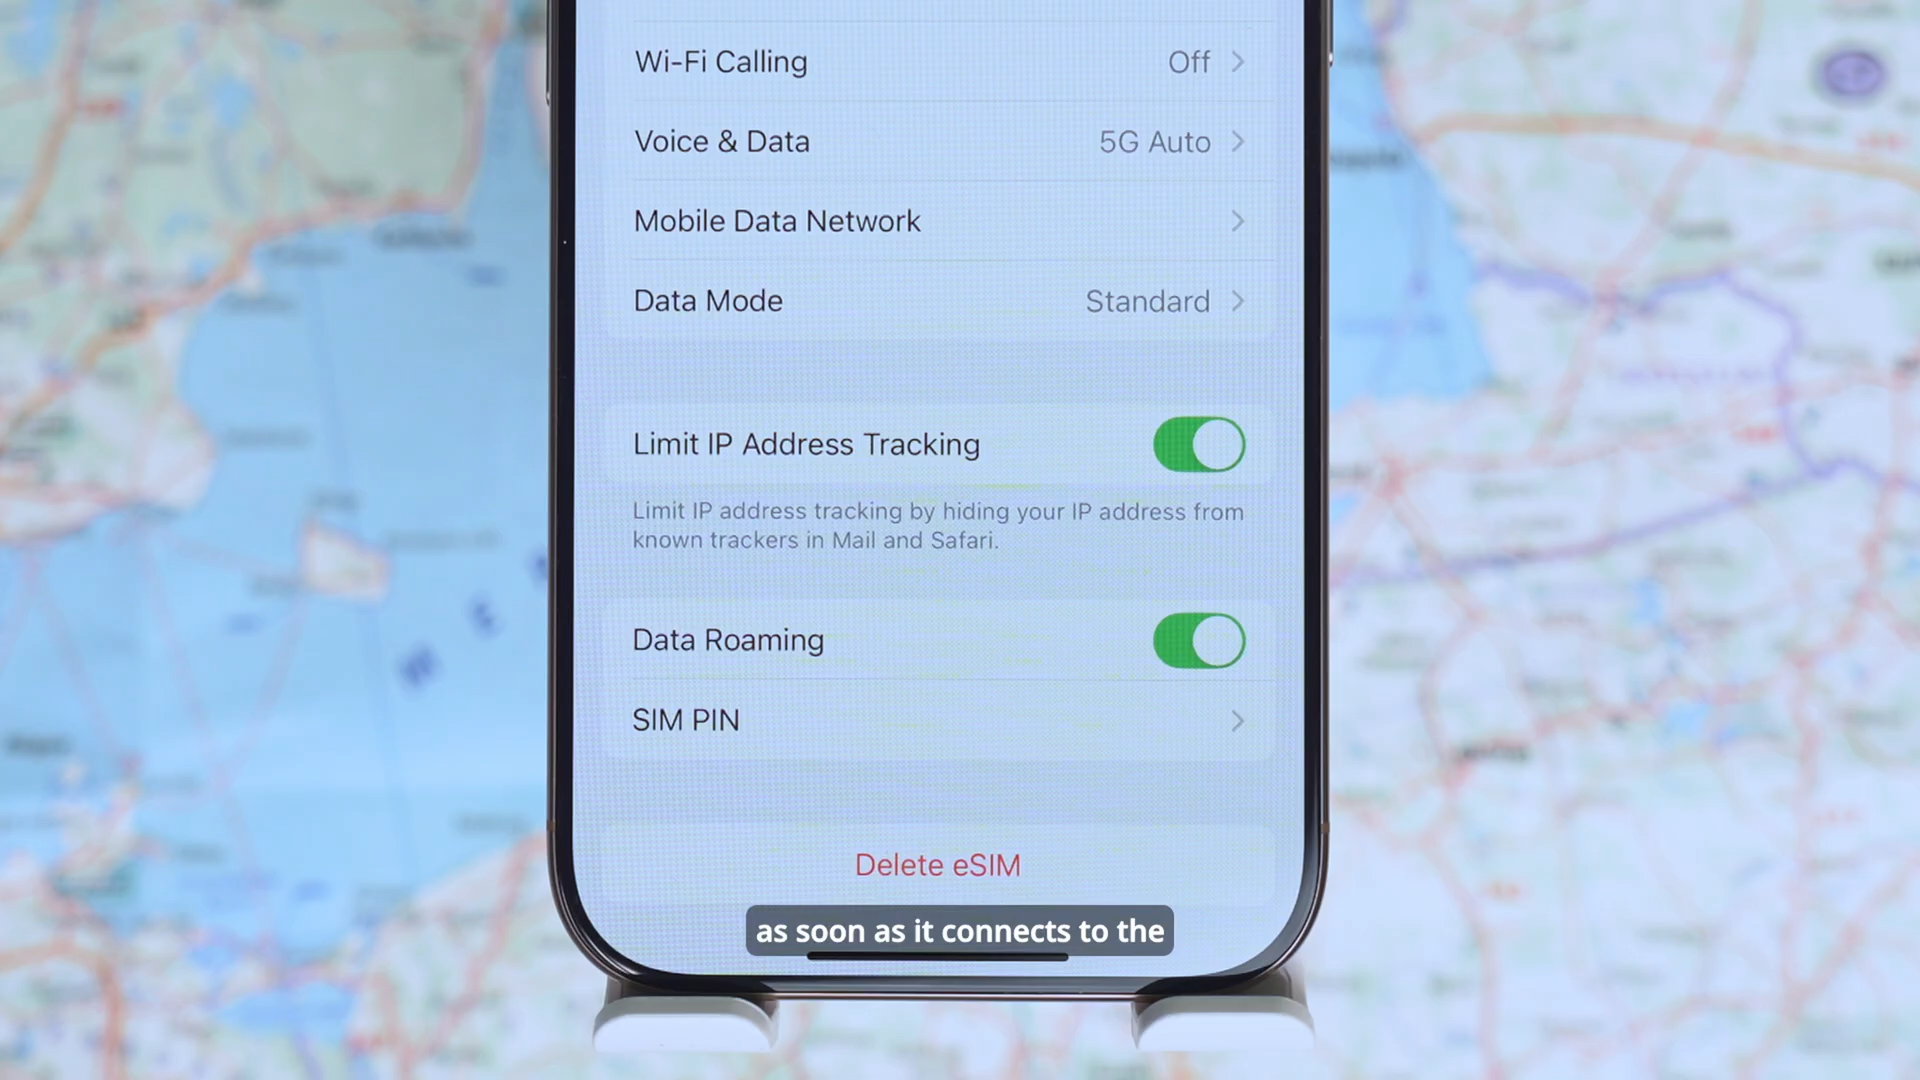 Wi-Fi Calling
Off
Voice & Data
5G Auto
Mobile Data Network
Data Mode
Standard
Limit IP Address Tracking
Limit IP address tracking by hiding your IP address from
known trackers in Mail and Safari.
Data Roaming
SIM PIN
Delete eSIM
as soon as it connects to the